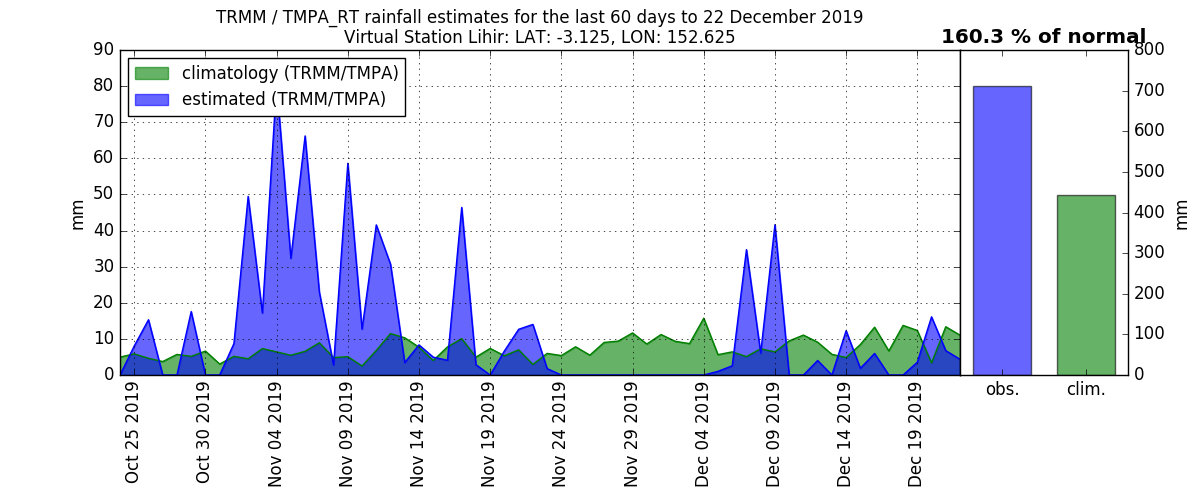 TRMM / TMPA_RT rainfall estimates for the last 60 days to 22 December 2019
Virtual Station Lihir: LAT: -3.125, LON: 152.625
160.3 % of normal
climatology (TRMM/TMPA)
estimated (TRMM/TMPA)
mm
90
80
70
60
50
40
30
20
10
0
Oct 25 2019
Oct 30 2019
Nov 04 2019
Nov 09 2019
Nov 14 2019
Nov 19 2019
Nov 24 2019
Nov 29 2019
Dec 04 2019
Dec 09 2019
Dec 14 2019
Dec 19 2019
obs.
clim.
800
700
600
500
400
300
200
100
0
mm